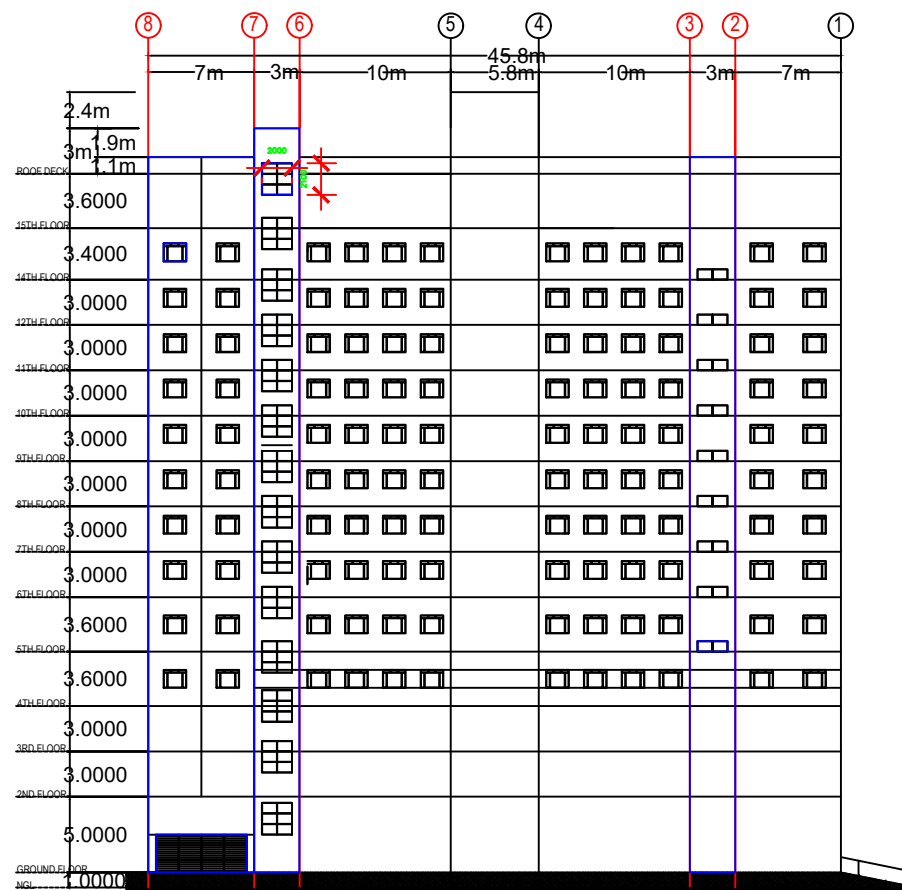 8 7 6 5 4 3 2 1
45.8m
7m 3m 10m 5.8m 10m 3m 7m
2.4m
1.9m
3m
1.1m
2000
2100
ROOF DECK
3.6000
15TH FLOOR
3.4000
14TH FLOOR
3.0000
12TH FLOOR
3.0000
11TH FLOOR
3.0000
10TH FLOOR
3.0000
9TH FLOOR
3.0000
8TH FLOOR
3.0000
7TH FLOOR
3.0000
6TH FLOOR
3.6000
5TH FLOOR
3.6000
4TH FLOOR
3.0000
3RD FLOOR
3.0000
2ND FLOOR
5.0000
GROUND FLOOR
1.0000
NGL